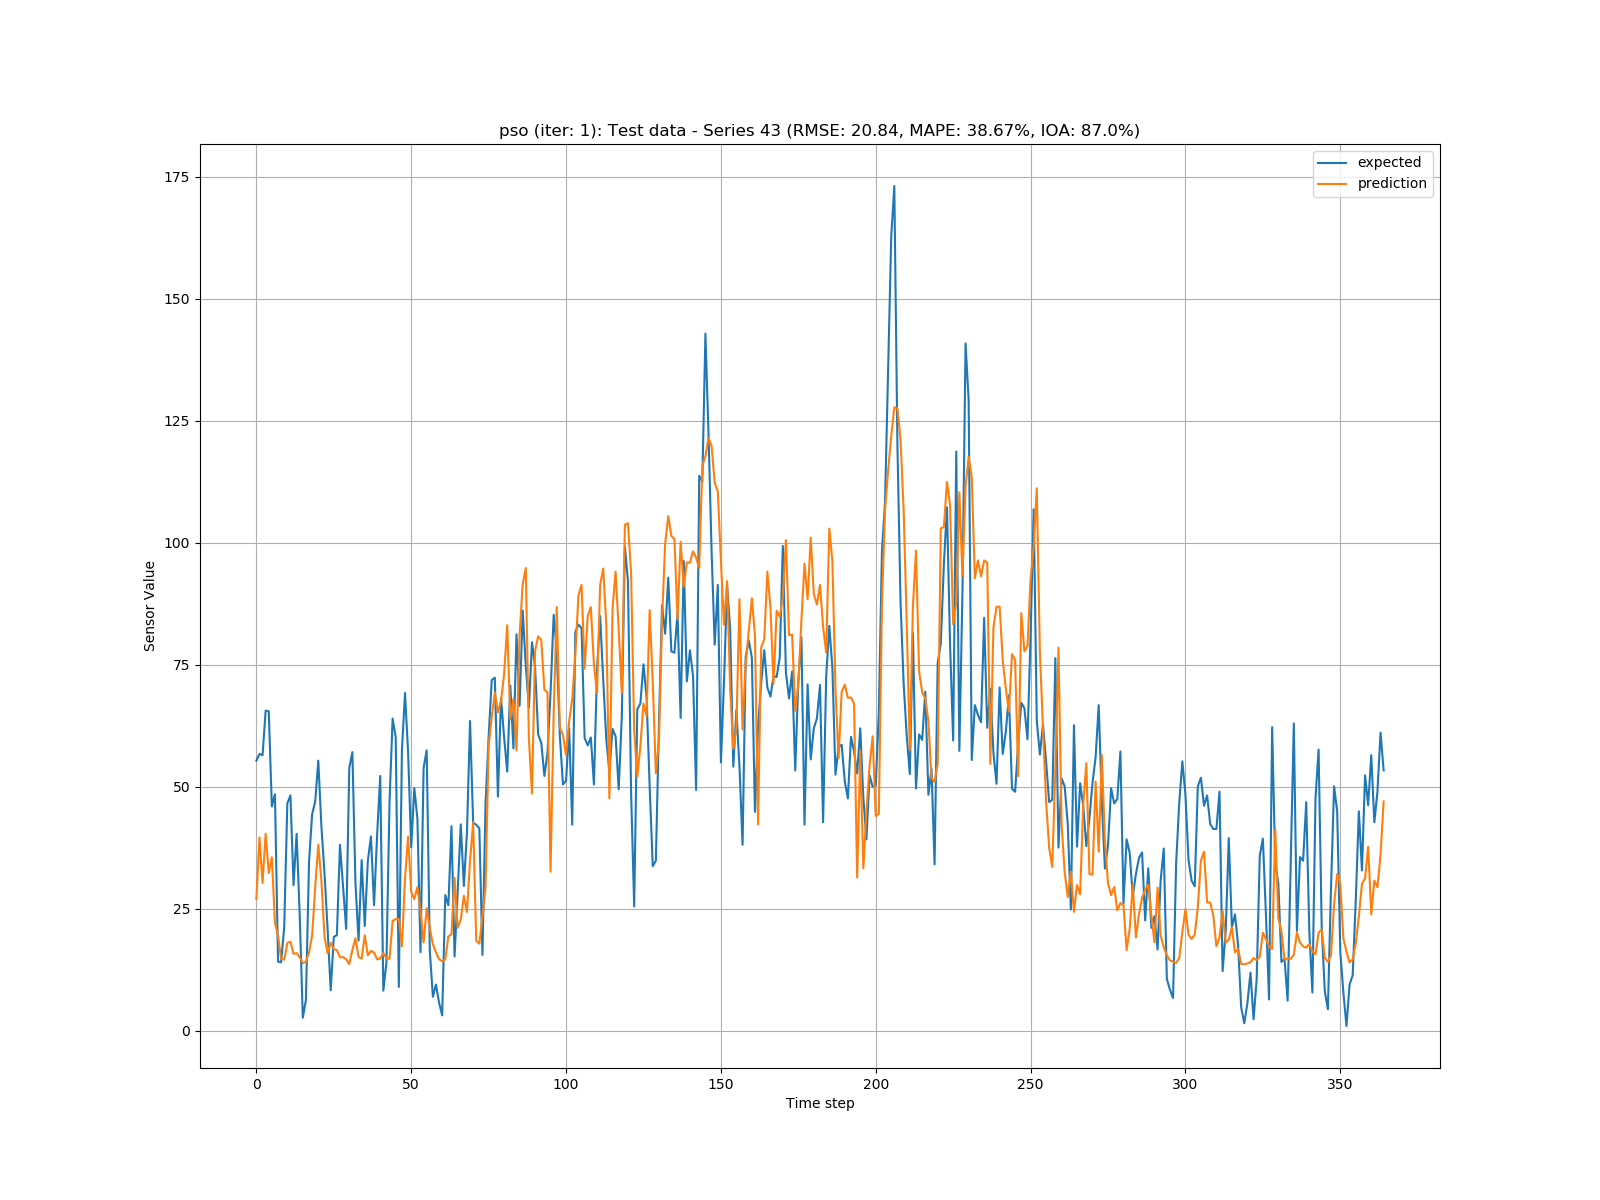 pso (iter: 1): Test data - Series 43 (RMSE: 20.84, MAPE: 38.67%, IOA: 87.0%)
expected
prediction
175
150
125
100
75
50
25
0
Sensor Value
0 50 100 150 200 250 300 350
Time step